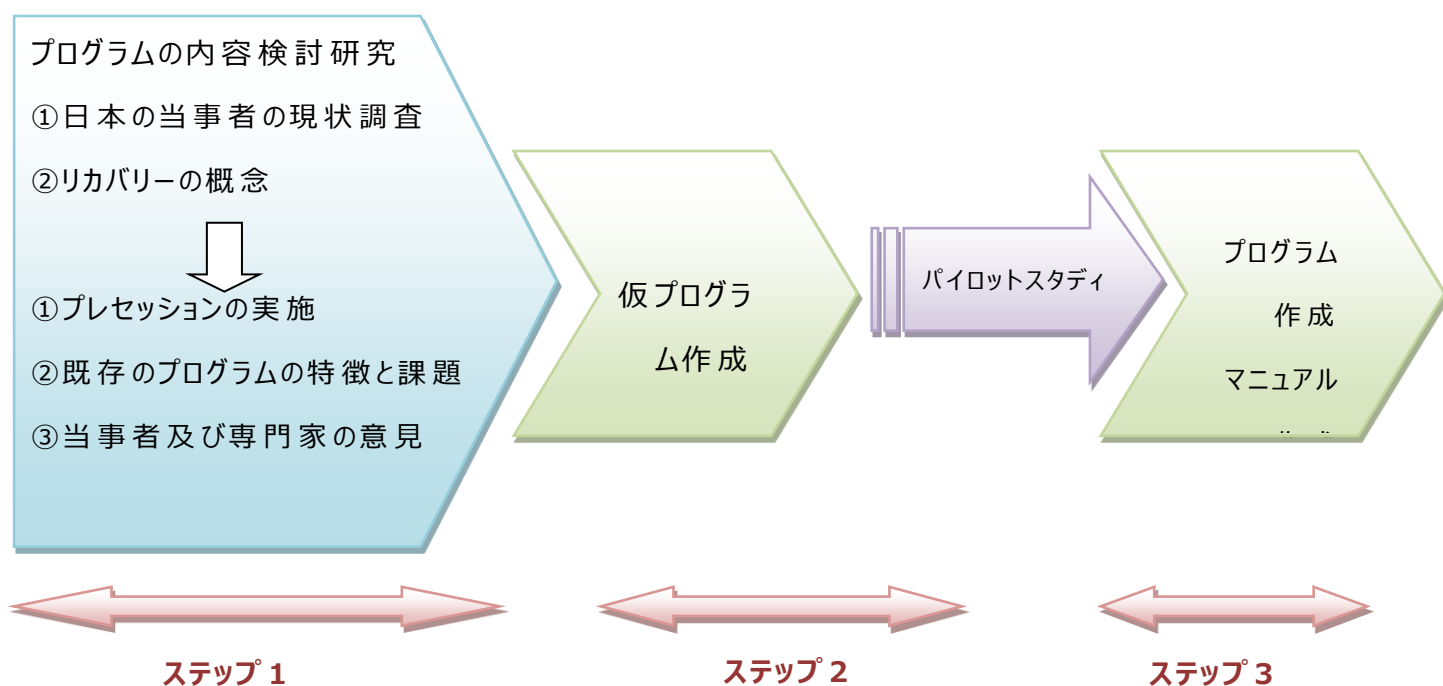 プログラムの内容検討研究
①日本の当事者の現状調査
②リカバリーの概念
①プレセッションの実施
②既存のプログラムの特徴と課題
③当事者及び専門家の意見
仮プログラ
ム作成
パイロットスタディ
プログラム
作成
マニュアル
ステップ 1
ステップ 2
ステップ 3